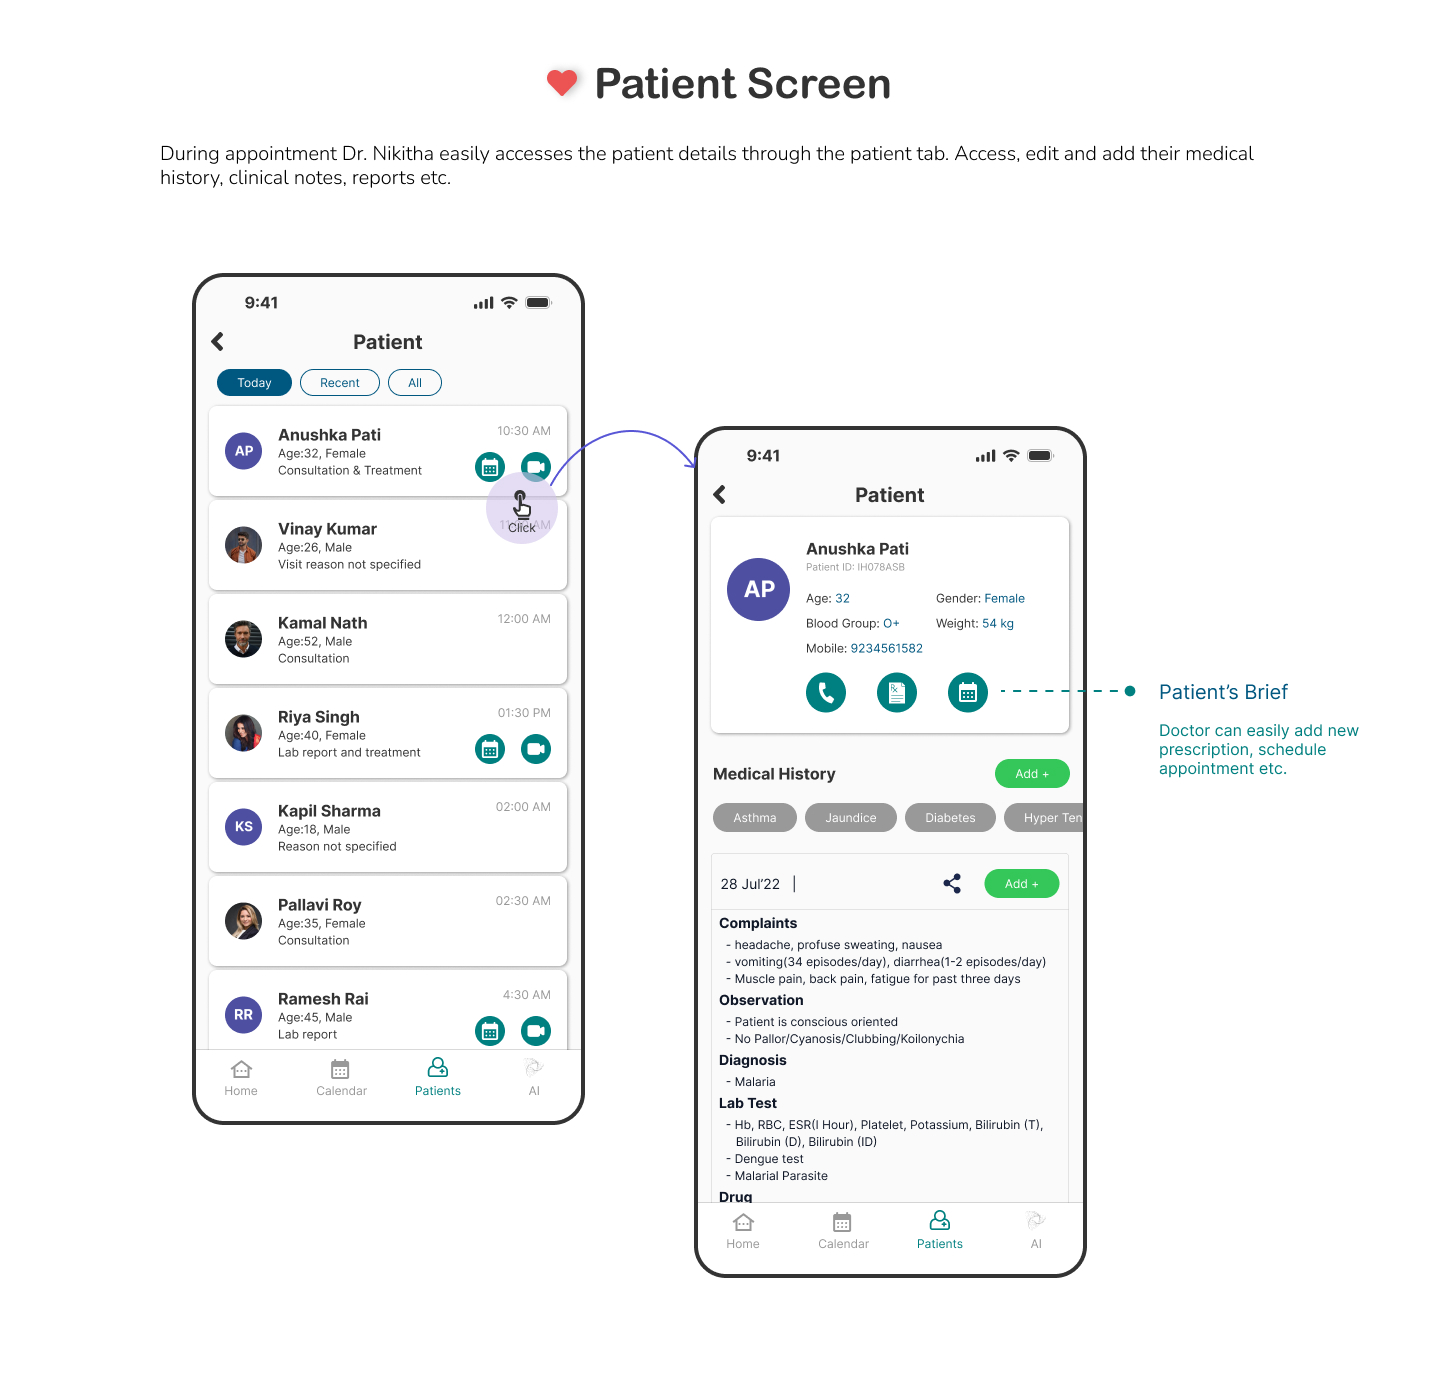 Patient Screen
During appointment Dr. Nikitha easily accesses the patient details through the patient tab. Access, edit and add their medical
history, clinical notes, reports etc.
9:41
Patient
Today Recent All
AP
Anushka Pati
10:30 AM
Age:32, Female
Consultation & Treatment
Click
Vinay Kumar
AM
Age:26, Male
Visit reason not specified
Kamal Nath
12:00 AM
Age:52, Male
Consultation
Riya Singh
01:30 PM
Age:40, Female
Lab report and treatment
KS
Kapil Sharma
02:00 AM
Age:18, Male
Reason not specified
Pallavi Roy
02:30 AM
Age:35, Female
Consultation
RR
Ramesh Rai
4:30 AM
Age:45, Male
Lab report
Home Calendar Patients AI
9:41
Patient
AP
Anushka Pati
Patient ID: IH078ASB
Age: 32 Gender: Female
Blood Group: O+ Weight: 54 kg
Mobile: 9234561582
Rx
Medical History Add +
Asthma Jaundice Diabetes Hyper Ten
28 Jul'22 | Add +
Complaints
- headache, profuse sweating, nausea
- vomiting(34 episodes/day), diarrhea(1-2 episodes/day)
- Muscle pain, back pain, fatigue for past three days
Observation
- Patient is conscious oriented
- No Pallor/Cyanosis/Clubbing/Koilonychia
Diagnosis
- Malaria
Lab Test
- Hb, RBC, ESR(I Hour), Platelet, Potassium, Bilirubin (T),
Bilirubin (D), Bilirubin (ID)
- Dengue test
- Malarial Parasite
Drug
Home Calendar Patients AI
Patient's Brief
Doctor can easily add new
prescription, schedule
appointment etc.